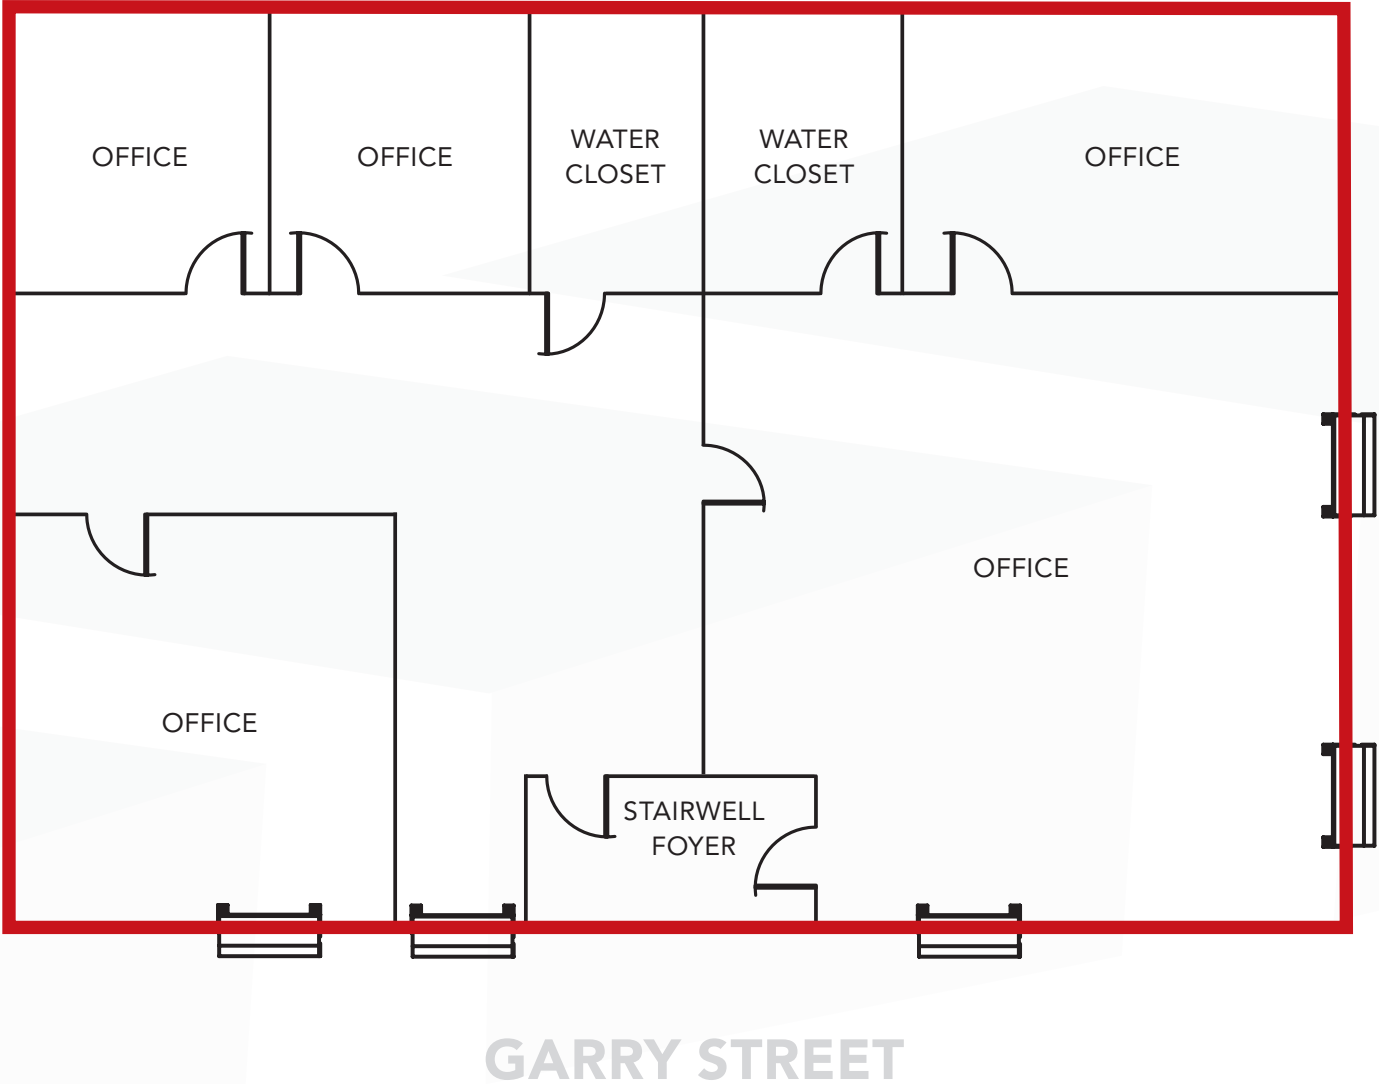 OFFICE
OFFICE
WATER
CLOSET
WATER
CLOSET
OFFICE
OFFICE
OFFICE
STAIRWELL
FOYER
GARRY STREET